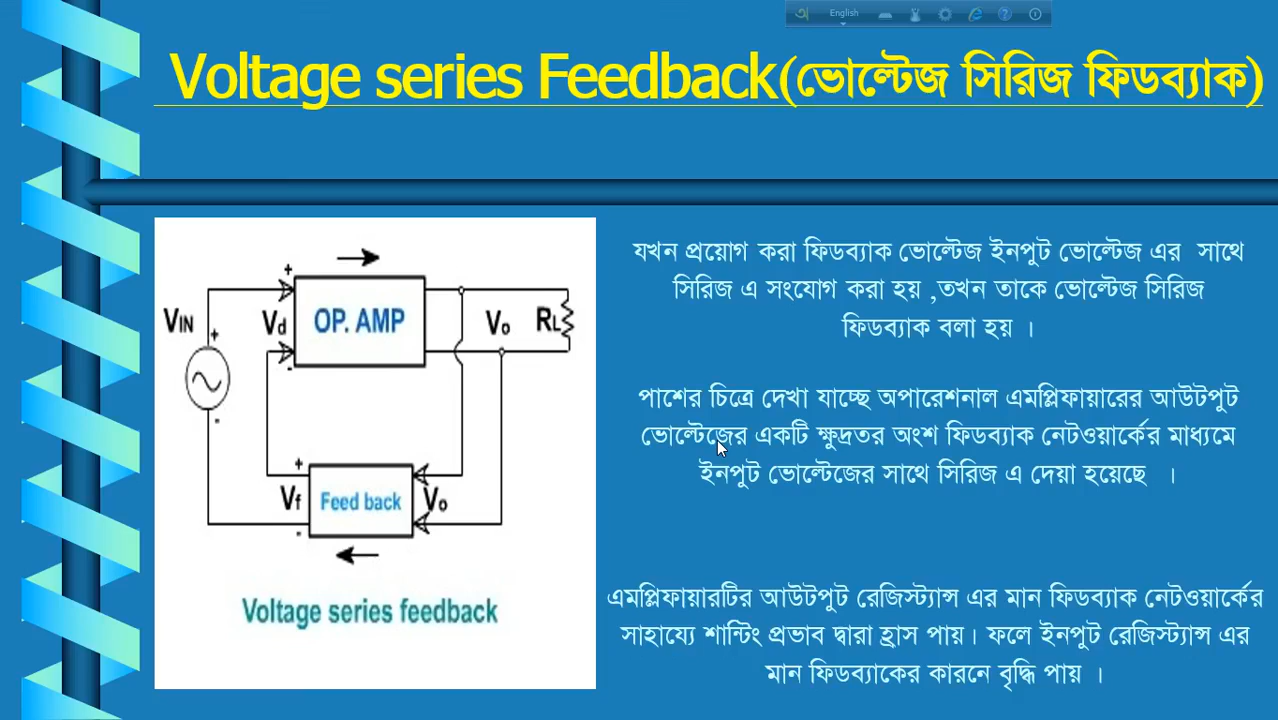 অ English
Voltage series Feedback(ভোল্টেজ সিরিজ ফিডব্যাক)
+
VIN
+
-
Vd
OP. AMP
-
Vo
RL
+
Vf
-
Feed back
Vo
Voltage series feedback
যখন প্রয়োগ করা ফিডব্যাক ভোল্টেজ ইনপুট ভোল্টেজ এর সাথে
সিরিজ এ সংযোগ করা হয় ,তখন তাকে ভোল্টেজ সিরিজ
ফিডব্যাক বলা হয় ।
পাশের চিত্রে দেখা যাচ্ছে অপারেশনাল এমপ্লিফায়ারের আউটপুট
ভোল্টেজের একটি ক্ষুদ্রতর অংশ ফিডব্যাক নেটওয়ার্কের মাধ্যমে
ইনপুট ভোল্টেজের সাথে সিরিজ এ দেয়া হয়েছে ।
এমপ্লিফায়ারটির আউটপুট রেজিস্ট্যান্স এর মান ফিডব্যাক নেটওয়ার্কের
সাহায্যে শান্টিং প্রভাব দ্বারা হ্রাস পায়। ফলে ইনপুট রেজিস্ট্যান্স এর
মান ফিডব্যাকের কারনে বৃদ্ধি পায় ।